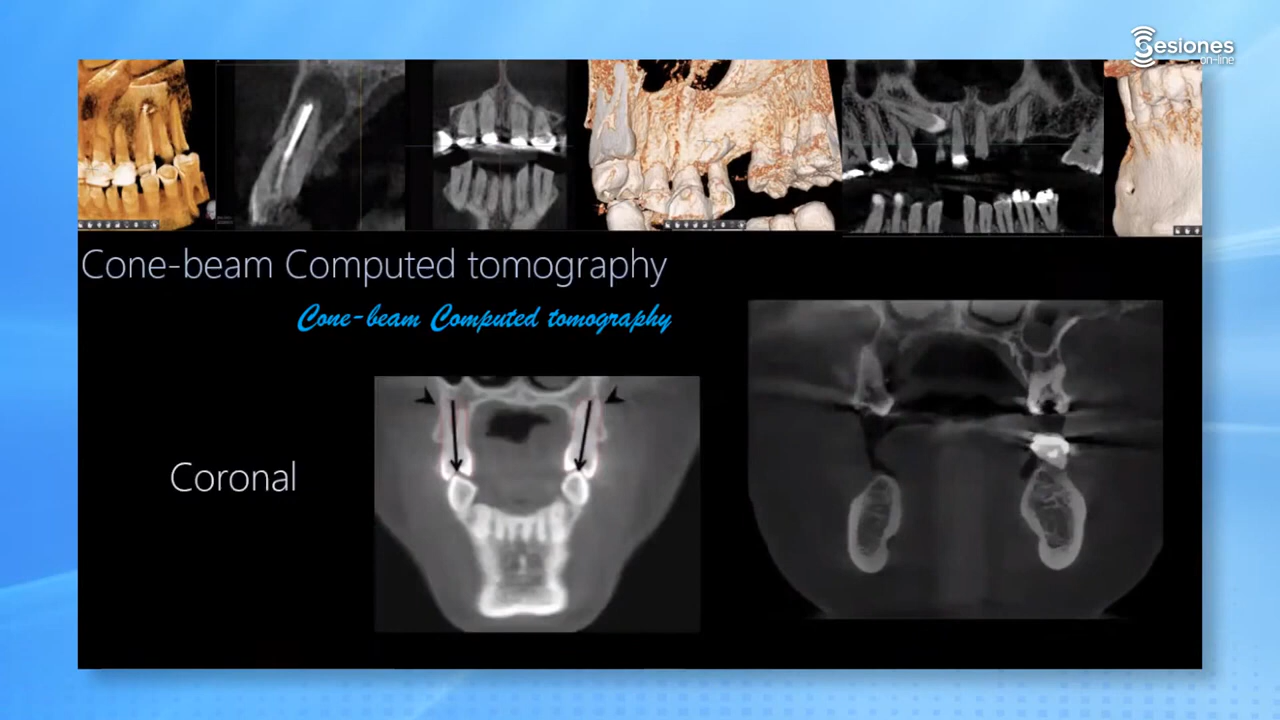 Sesiones
on-line
Cone-beam Computed tomography
Cone-beam Computed tomography
Coronal